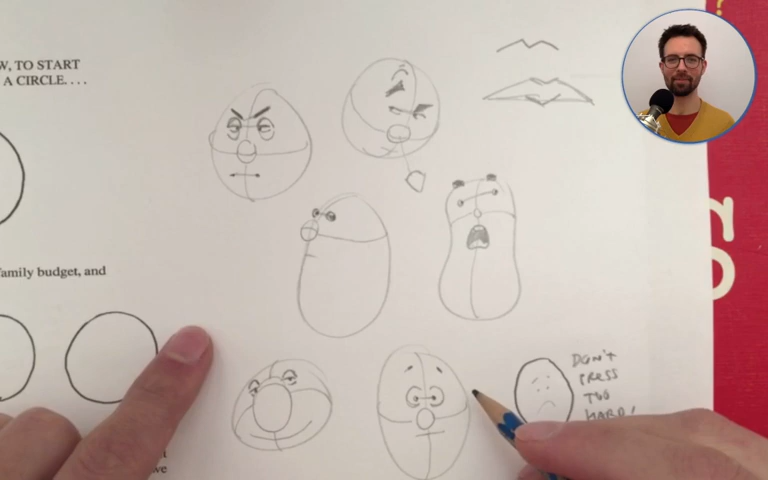 W, TO START
A CIRCLE....
family budget, and
DON'T
PRESS
TOO
HARD!